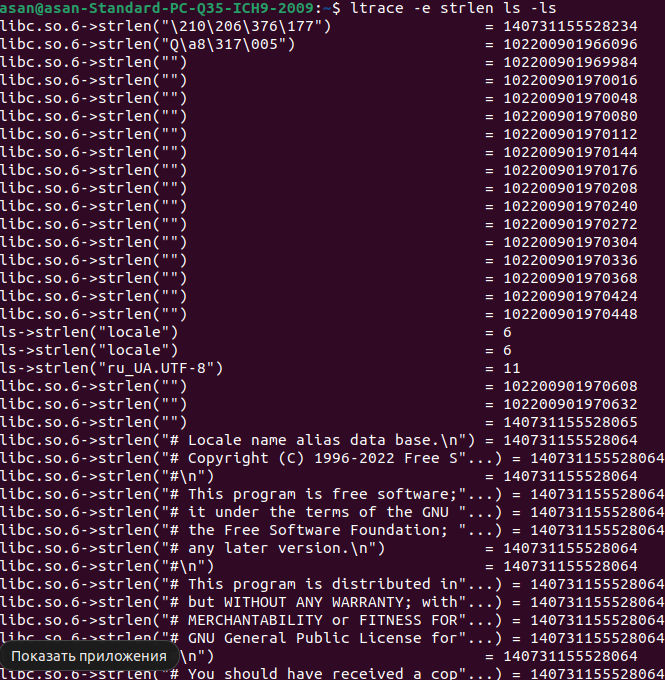 asan@asan-Standard-PC-Q35-ICH9-2009:~$ ltrace -e strlen ls -ls
libc.so.6->strlen("\210\206\376\177") = 140731155528234
libc.so.6->strlen("Q\a8\317\005") = 102200901966096
libc.so.6->strlen("") = 102200901969984
libc.so.6->strlen("") = 102200901970016
libc.so.6->strlen("") = 102200901970048
libc.so.6->strlen("") = 102200901970080
libc.so.6->strlen("") = 102200901970112
libc.so.6->strlen("") = 102200901970144
libc.so.6->strlen("") = 102200901970176
libc.so.6->strlen("") = 102200901970208
libc.so.6->strlen("") = 102200901970240
libc.so.6->strlen("") = 102200901970272
libc.so.6->strlen("") = 102200901970304
libc.so.6->strlen("") = 102200901970336
libc.so.6->strlen("") = 102200901970368
libc.so.6->strlen("") = 102200901970424
libc.so.6->strlen("") = 102200901970448
ls->strlen("locale") = 6
ls->strlen("locale") = 6
ls->strlen("ru_UA.UTF-8") = 11
libc.so.6->strlen("") = 102200901970608
libc.so.6->strlen("") = 102200901970632
libc.so.6->strlen("") = 140731155528065
libc.so.6->strlen("# Locale name alias data base.\n") = 140731155528064
libc.so.6->strlen("# Copyright (C) 1996-2022 Free S"...) = 140731155528064
libc.so.6->strlen("#\n") = 140731155528064
libc.so.6->strlen("# This program is free software;"...) = 140731155528064
libc.so.6->strlen("# it under the terms of the GNU "...) = 140731155528064
libc.so.6->strlen("# the Free Software Foundation; "...) = 140731155528064
libc.so.6->strlen("# any later version.\n") = 140731155528064
libc.so.6->strlen("#\n") = 140731155528064
libc.so.6->strlen("# This program is distributed in"...) = 140731155528064
libc.so.6->strlen("# but WITHOUT ANY WARRANTY; with"...) = 140731155528064
libc.so.6->strlen("# MERCHANTABILITY or FITNESS FOR"...) = 140731155528064
libc.so.6->strlen("# GNU General Public License for"...) = 140731155528064
Показать приложения \n") = 140731155528064
libc.so.6->strlen("# You should have received a cop"...) = 140731155528064